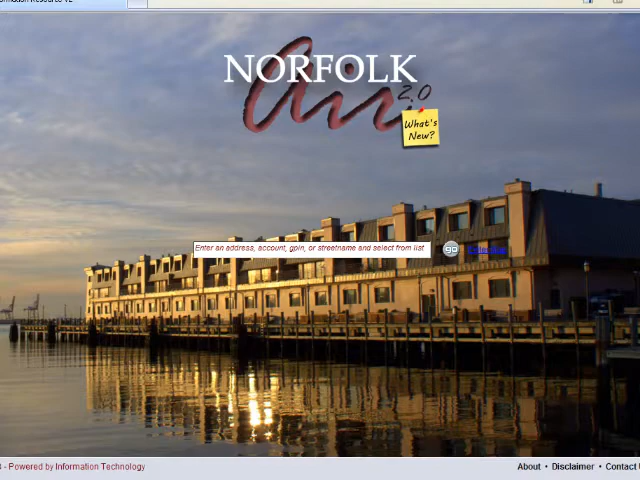 NORFOLK
air 2.0
What's
New?
Enter an address, account, gpin, or streetname and select from list
go
- Powered by Information Technology
About • Disclaimer • Contact